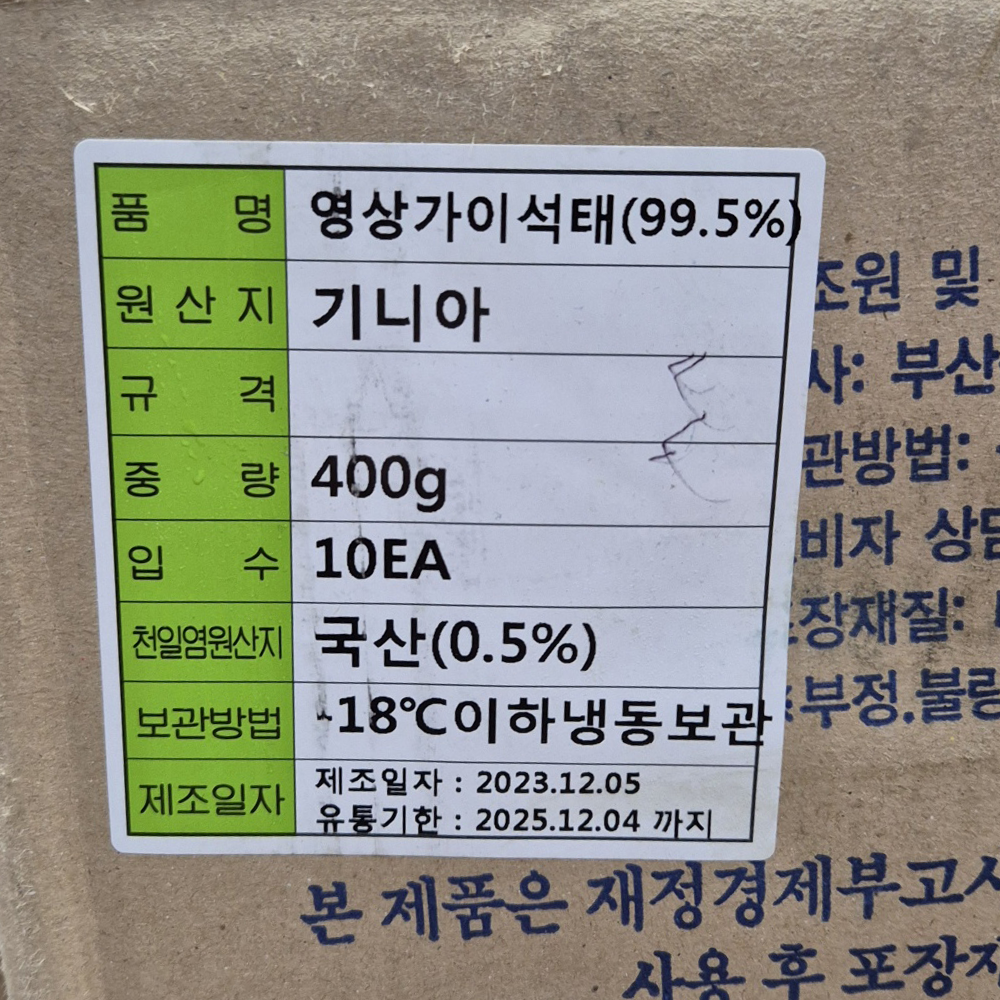 품 명 영상가이석태(99.5%)
원 산 지 기니아
규 격
중 량 400g
입 수 10EA
천일염원산지 국산(0.5%)
보관방법 -18℃이하냉동보관
제조일자 제조일자 : 2023.12.05
유통기한 : 2025.12.04 까지
조원 및
사: 부산
관방법:
비자 상담
장재질:
부정.불량
본 제품은 재정경제부고시
사용 후 포장재